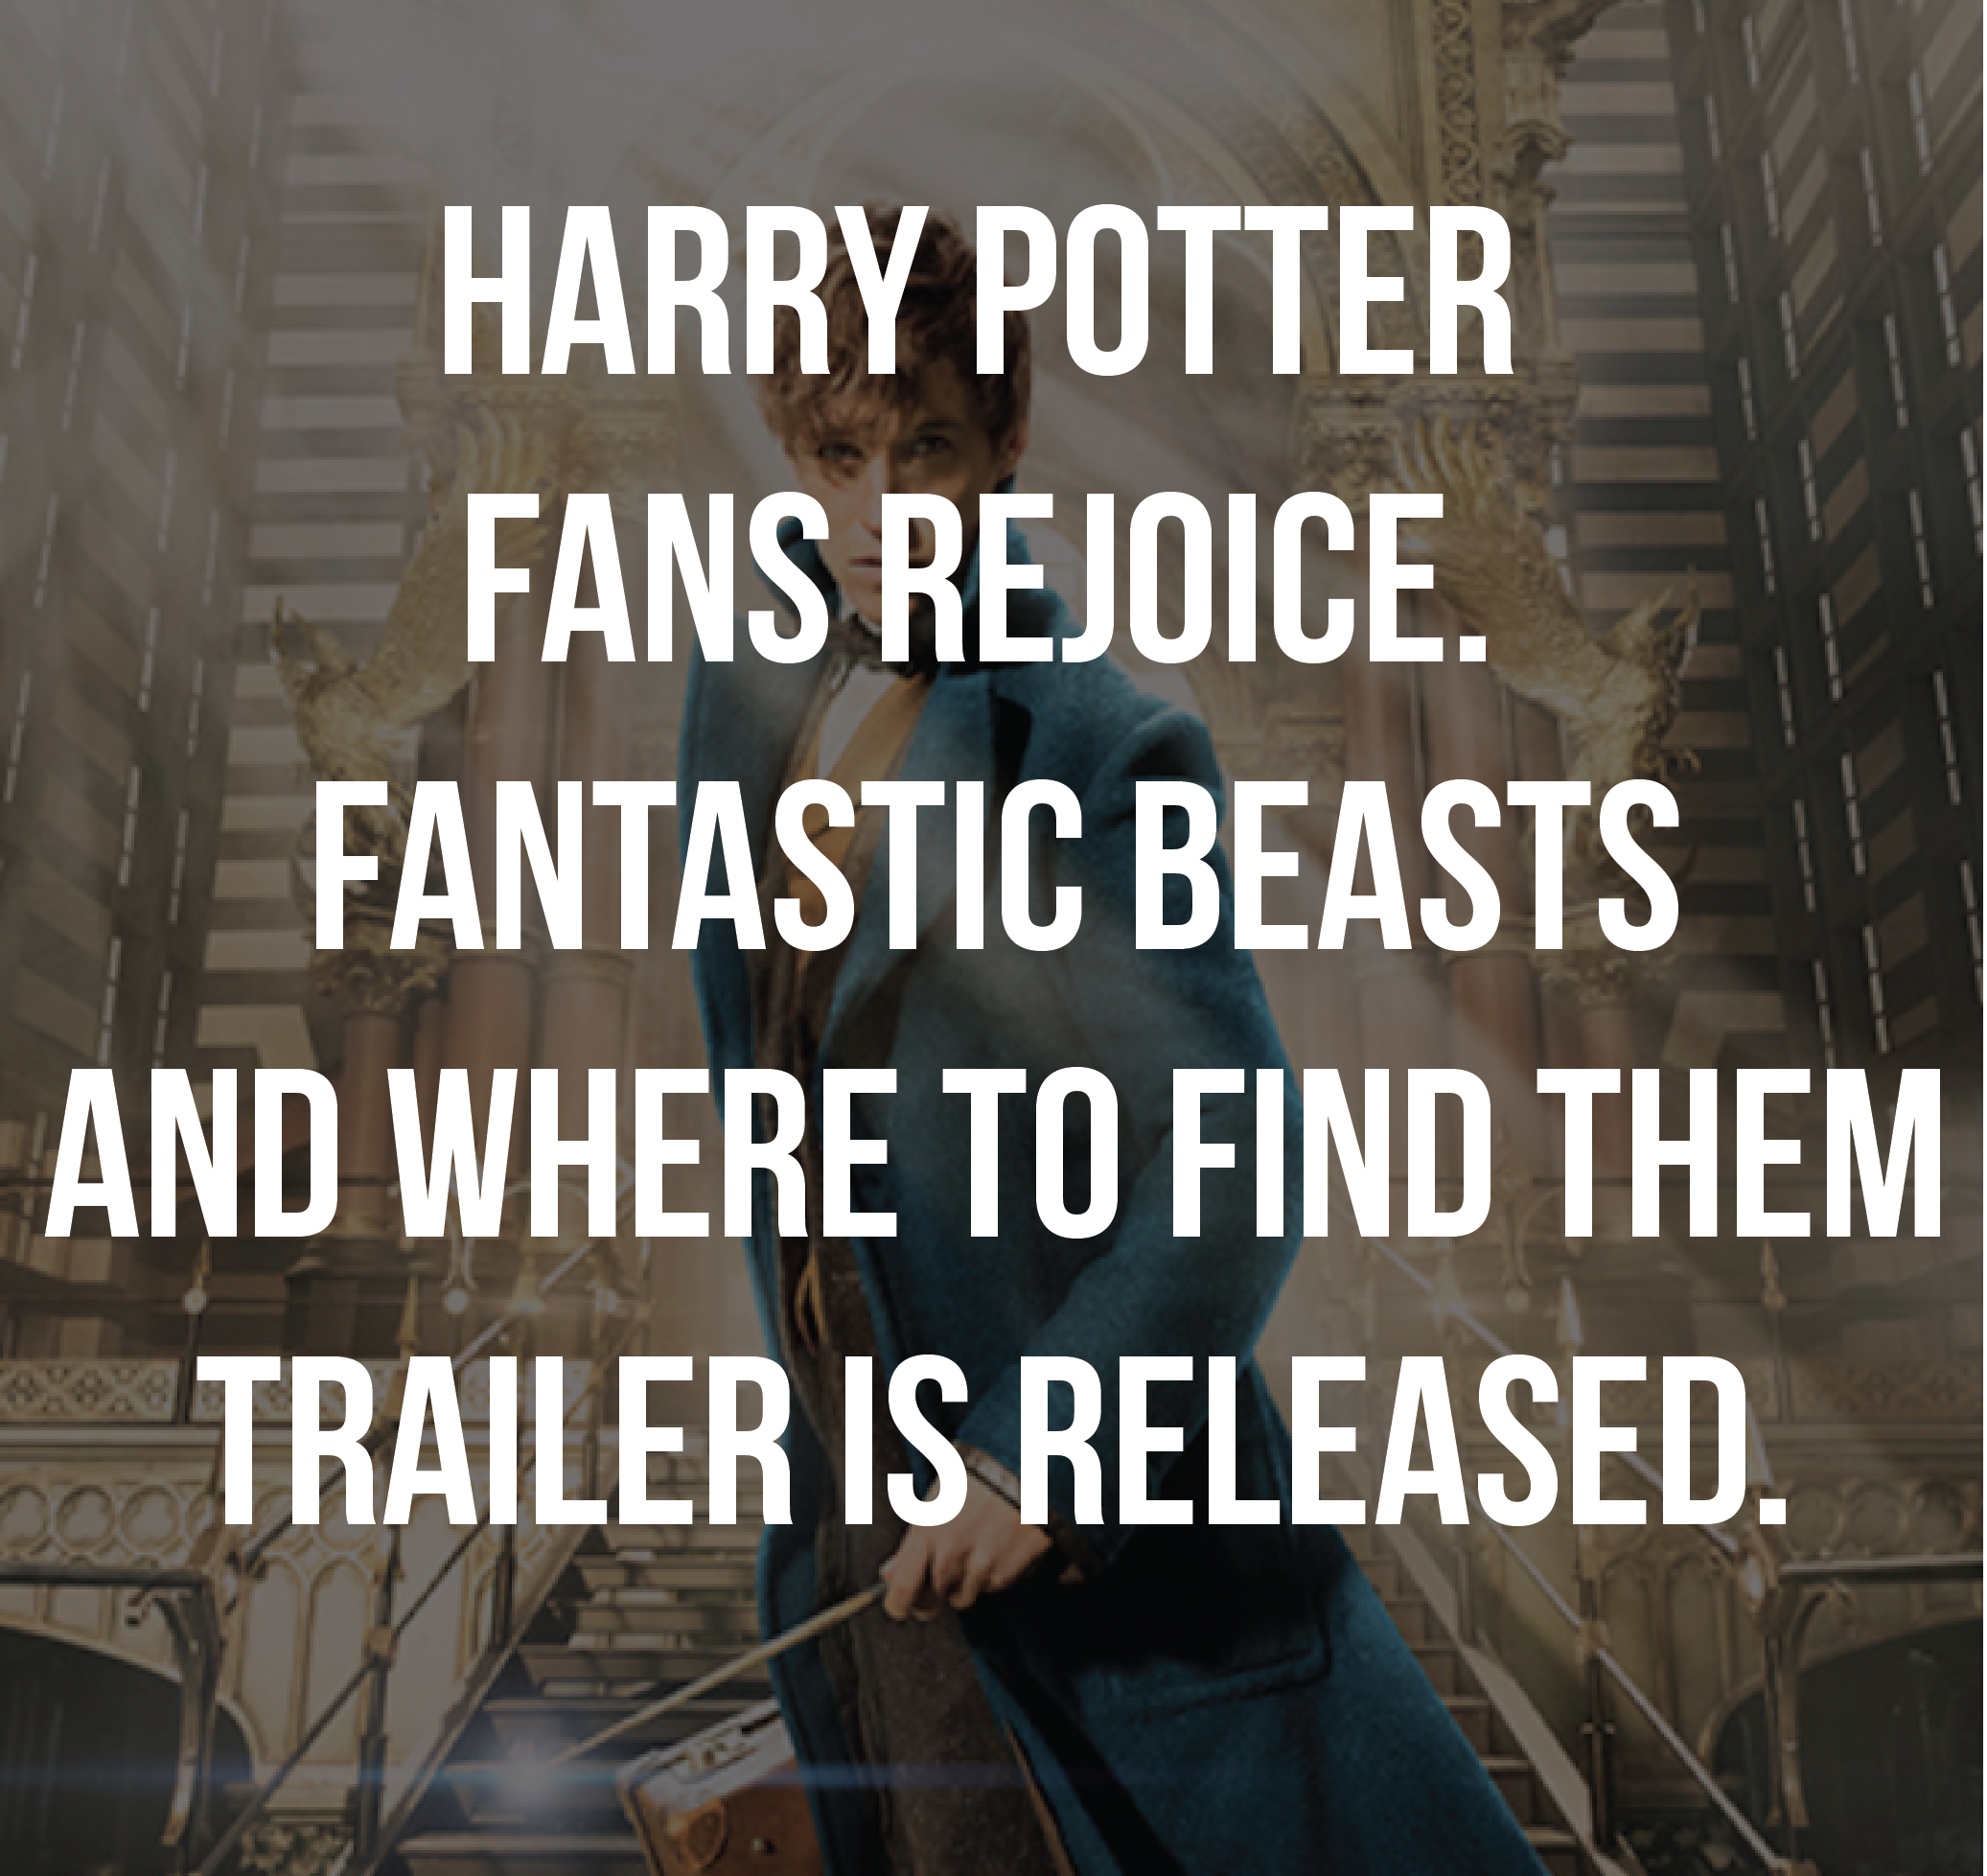 HARRY POTTER
FANS REJOICE.
FANTASTIC BEASTS
AND WHERE TO FIND THEM
TRAILER IS RELEASED.